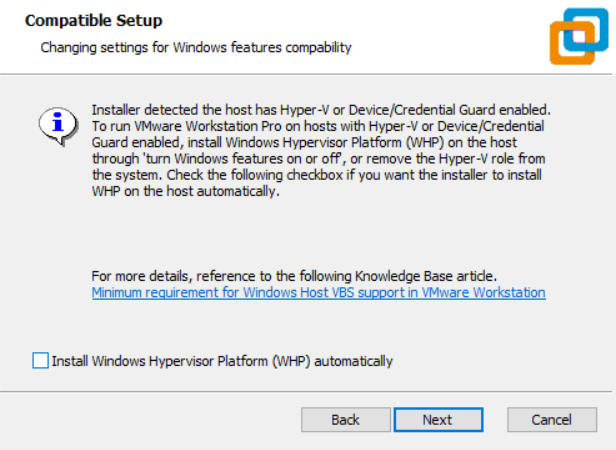 Compatible Setup
Changing settings for Windows features compability
Installer detected the host has Hyper-V or Device/Credential Guard enabled.
To run VMware Workstation Pro on hosts with Hyper-V or Device/Credential
Guard enabled, install Windows Hypervisor Platform (WHP) on the host
through 'turn Windows features on or off', or remove the Hyper-V role from
the system. Check the following checkbox if you want the installer to install
WHP on the host automatically.
For more details, reference to the following Knowledge Base article.
Minimum requirement for Windows Host VBS support in VMware Workstation
Install Windows Hypervisor Platform (WHP) automatically
Back Next Cancel